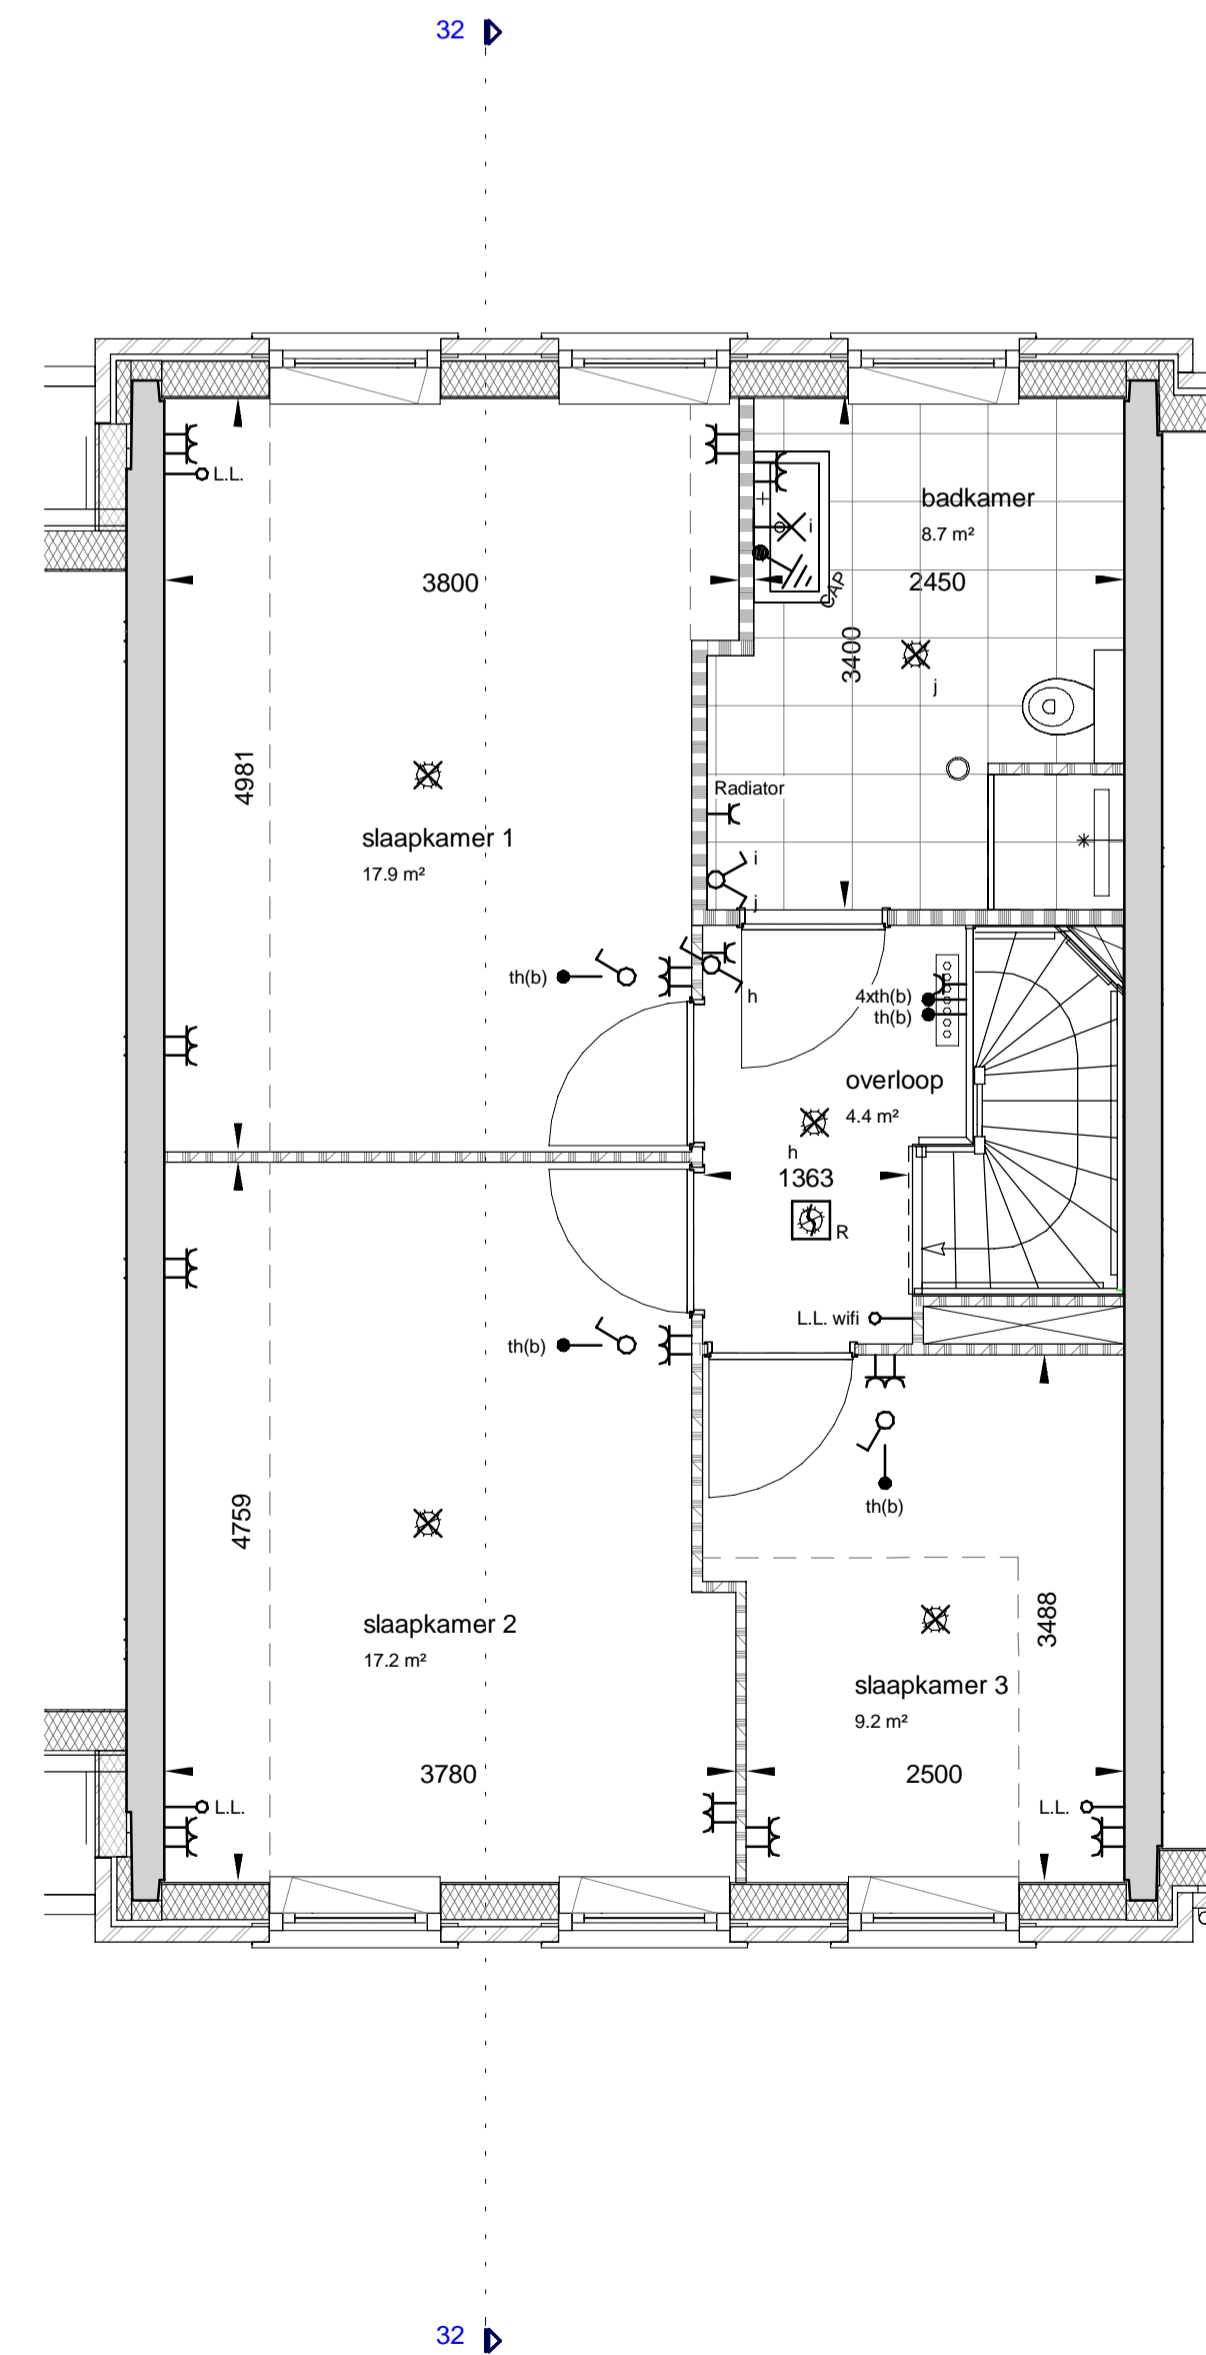 32
L.L.
badkamer
8.7 m²
i
CAP
3800
2450
3400
j
4981
Radiator
slaapkamer 1
17.9 m²
i
j
th(b)
h
4xth(b)
th(b)
overloop
4.4 m²
h
1363
R
L.L. wifi
th(b)
th(b)
4759
slaapkamer 2
17.2 m²
3488
slaapkamer 3
9.2 m²
3780
2500
L.L.
L.L.
32